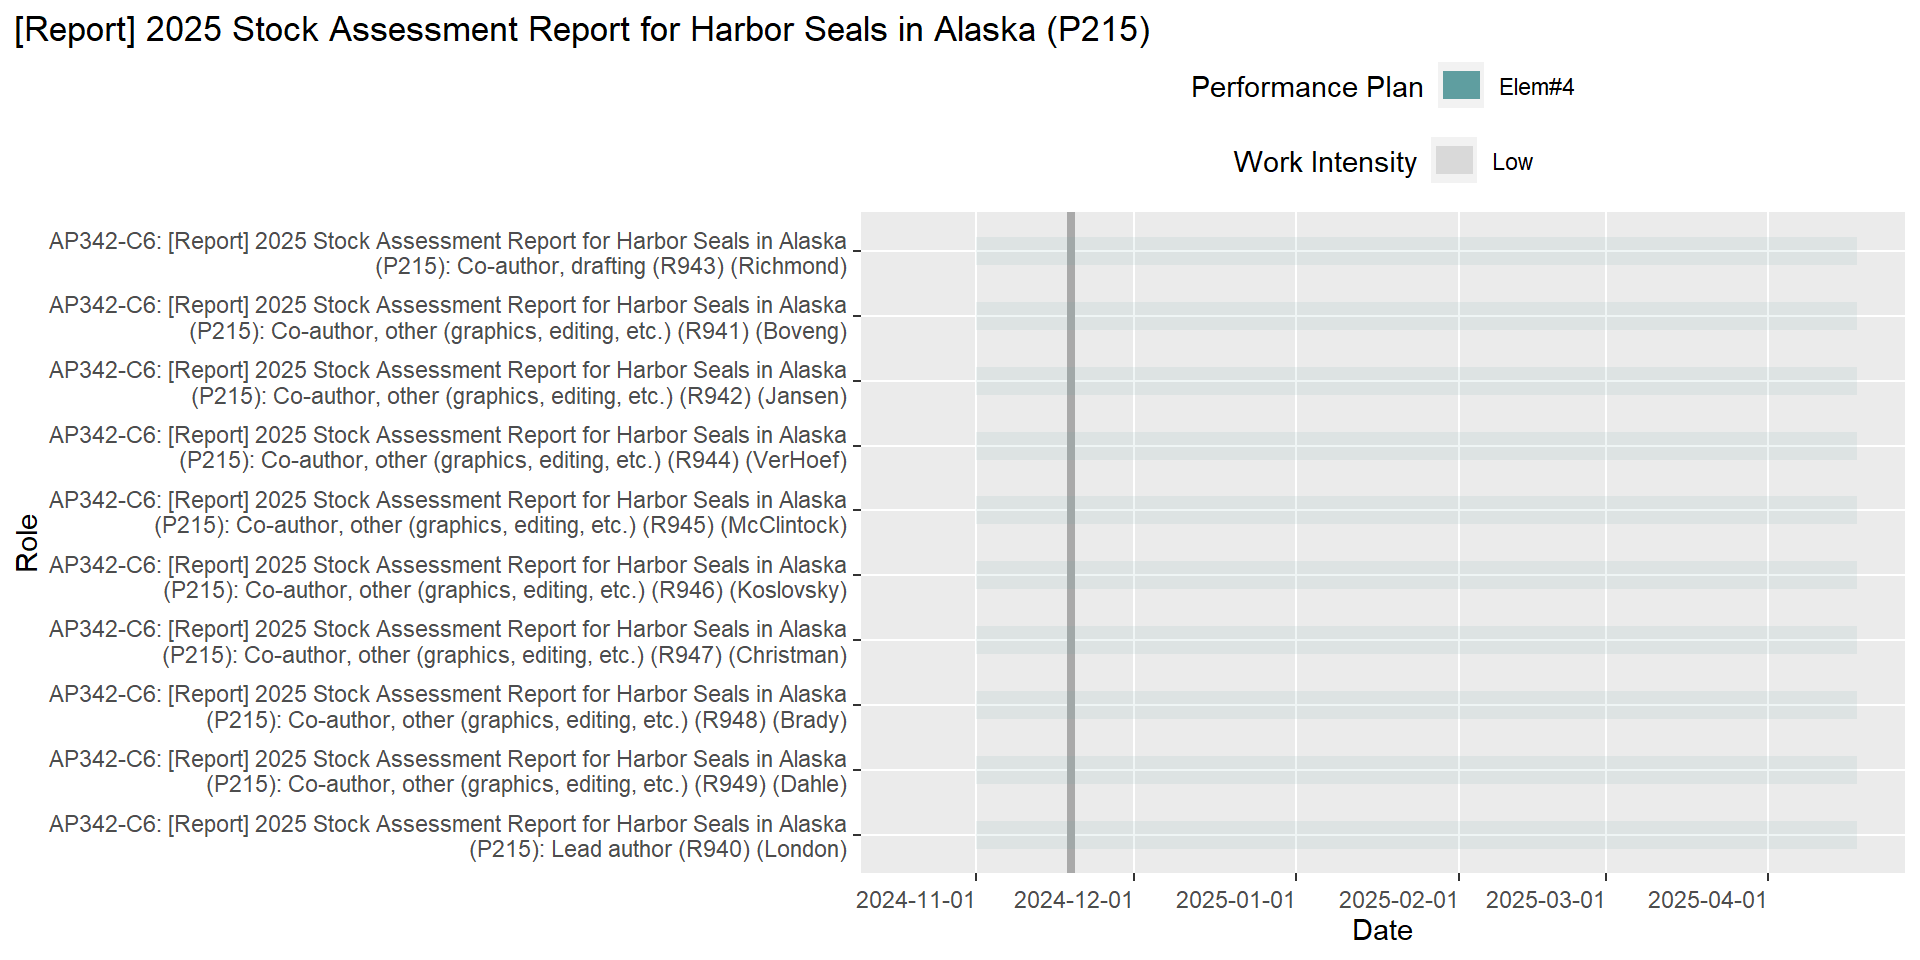 [Report] 2025 Stock Assessment Report for Harbor Seals in Alaska (P215)
Performance Plan
Elem#4
Work Intensity
Low
Role
AP342-C6: [Report] 2025 Stock Assessment Report for Harbor Seals in Alaska
(P215): Co-author, drafting (R943) (Richmond)
AP342-C6: [Report] 2025 Stock Assessment Report for Harbor Seals in Alaska
(P215): Co-author, other (graphics, editing, etc.) (R941) (Boveng)
AP342-C6: [Report] 2025 Stock Assessment Report for Harbor Seals in Alaska
(P215): Co-author, other (graphics, editing, etc.) (R942) (Jansen)
AP342-C6: [Report] 2025 Stock Assessment Report for Harbor Seals in Alaska
(P215): Co-author, other (graphics, editing, etc.) (R944) (VerHoef)
AP342-C6: [Report] 2025 Stock Assessment Report for Harbor Seals in Alaska
(P215): Co-author, other (graphics, editing, etc.) (R945) (McClintock)
AP342-C6: [Report] 2025 Stock Assessment Report for Harbor Seals in Alaska
(P215): Co-author, other (graphics, editing, etc.) (R946) (Koslovsky)
AP342-C6: [Report] 2025 Stock Assessment Report for Harbor Seals in Alaska
(P215): Co-author, other (graphics, editing, etc.) (R947) (Christman)
AP342-C6: [Report] 2025 Stock Assessment Report for Harbor Seals in Alaska
(P215): Co-author, other (graphics, editing, etc.) (R948) (Brady)
AP342-C6: [Report] 2025 Stock Assessment Report for Harbor Seals in Alaska
(P215): Co-author, other (graphics, editing, etc.) (R949) (Dahle)
AP342-C6: [Report] 2025 Stock Assessment Report for Harbor Seals in Alaska
(P215): Lead author (R940) (London)
2024-11-01 2024-12-01 2025-01-01 2025-02-01 2025-03-01 2025-04-01
Date